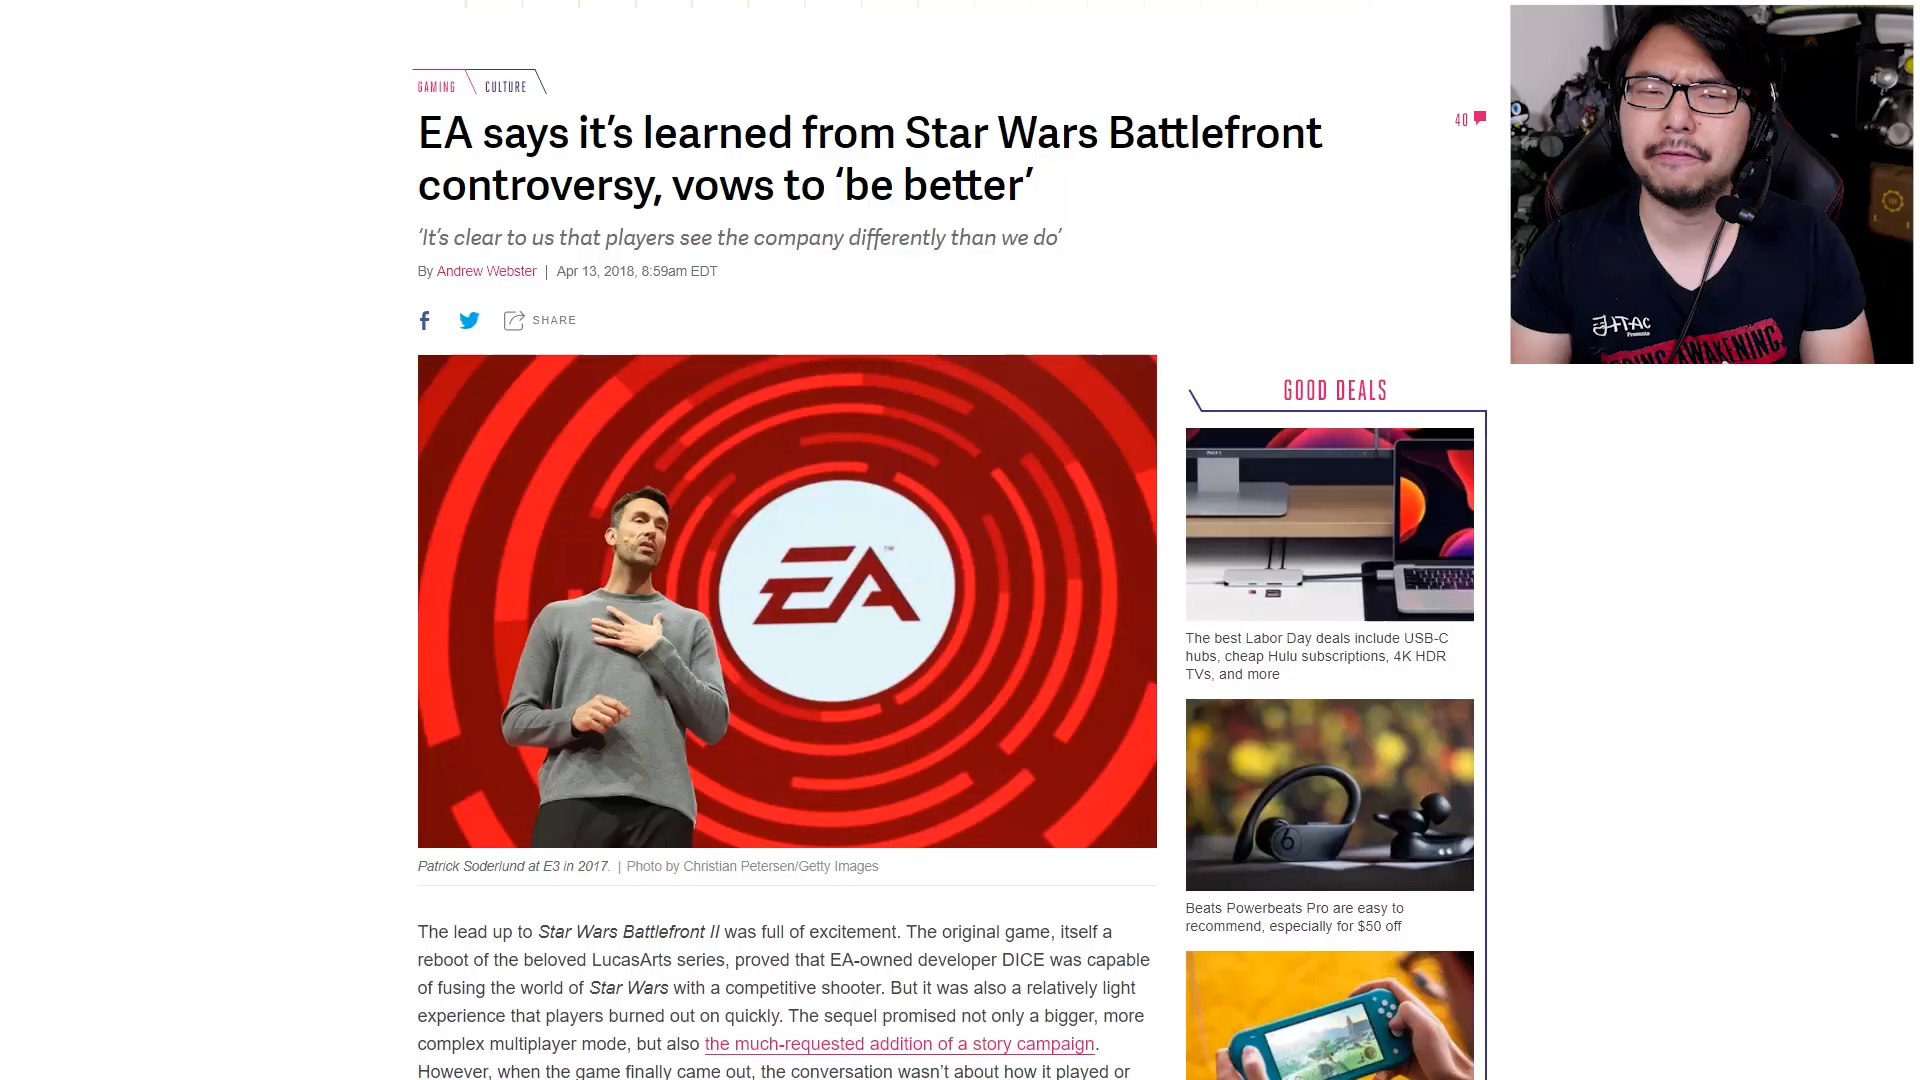 GAMING
CULTURE
EA says it’s learned from Star Wars Battlefront
controversy, vows to ‘be better’
40
‘It’s clear to us that players see the company differently than we do’
By Andrew Webster | Apr 13, 2018, 8:59am EDT
SHARE
EA
™
Patrick Soderlund at E3 in 2017. | Photo by Christian Petersen/Getty Images
The lead up to Star Wars Battlefront II was full of excitement. The original game, itself a
reboot of the beloved LucasArts series, proved that EA-owned developer DICE was capable
of fusing the world of Star Wars with a competitive shooter. But it was also a relatively light
experience that players burned out on quickly. The sequel promised not only a bigger, more
complex multiplayer mode, but also the much-requested addition of a story campaign.
However, when the game finally came out, the conversation wasn’t about how it played or
GOOD DEALS
The best Labor Day deals include USB-C
hubs, cheap Hulu subscriptions, 4K HDR
TVs, and more
Beats Powerbeats Pro are easy to
recommend, especially for $50 off
Presents
AWAKENING